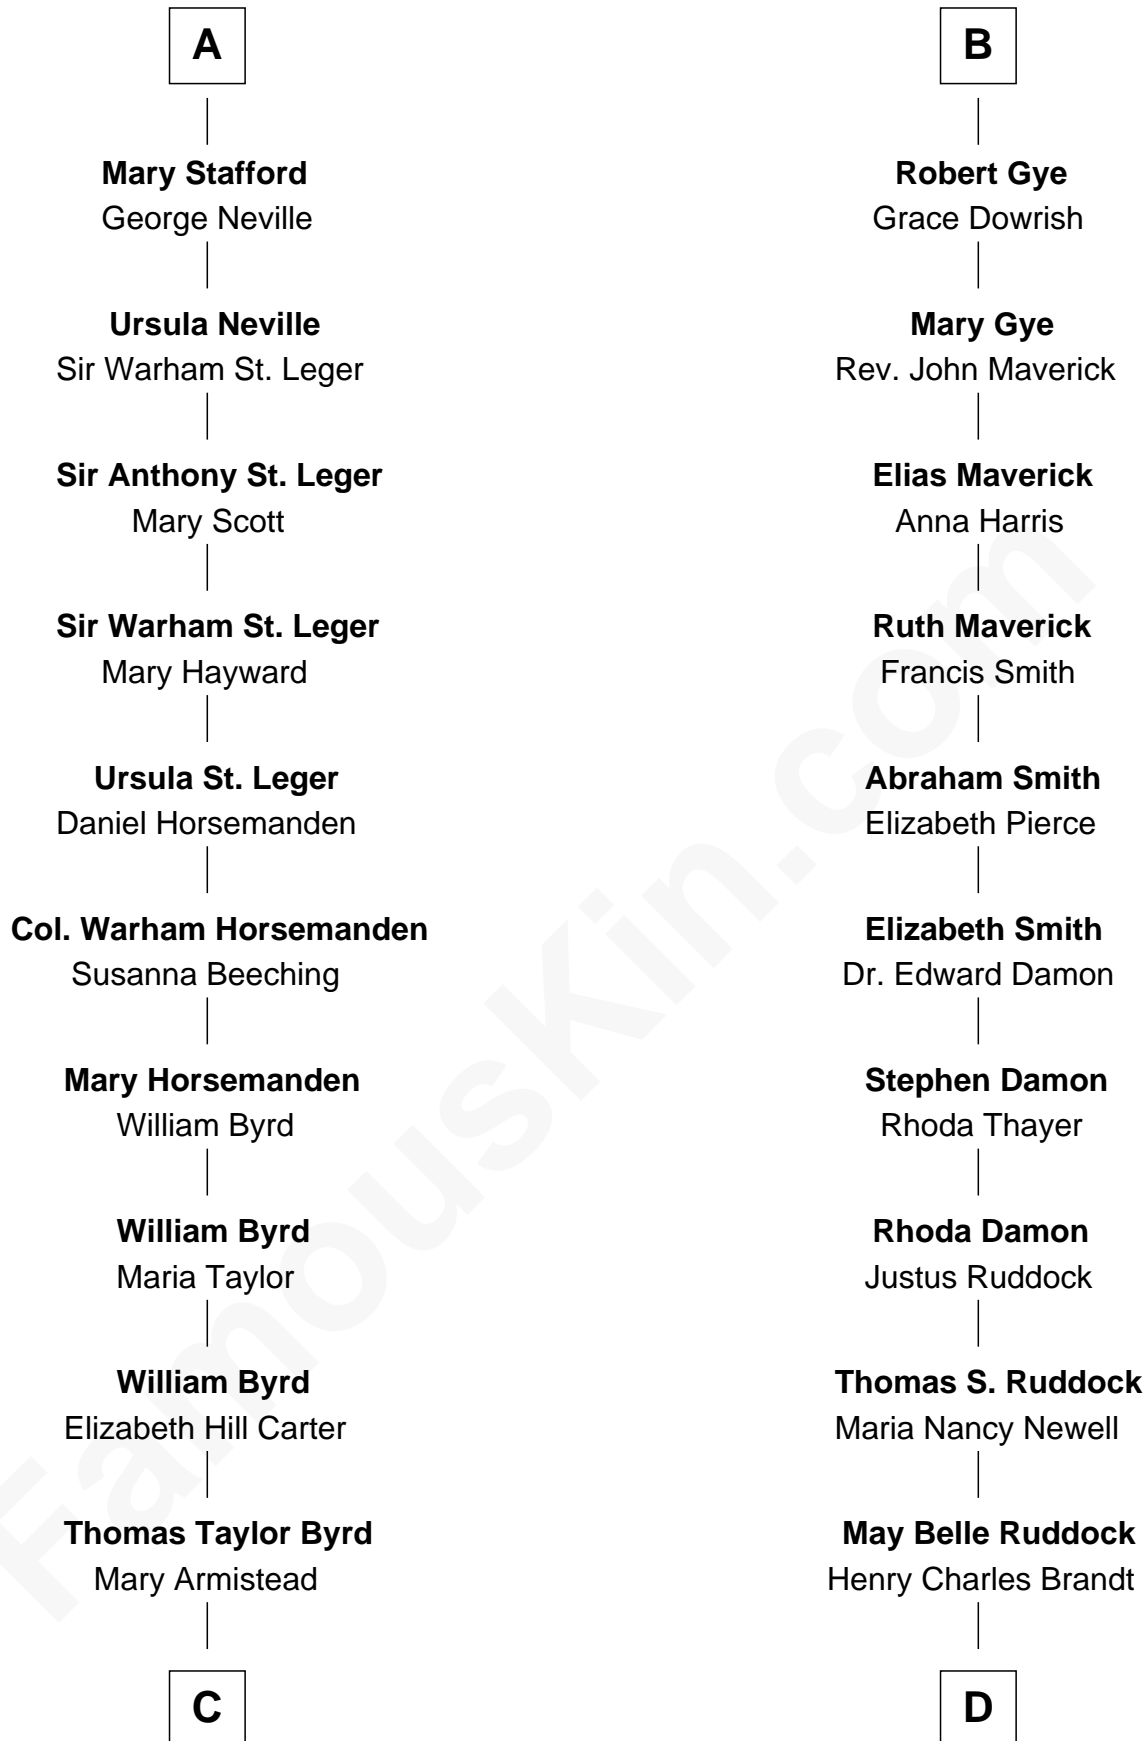 A
Mary Stafford
George Neville
Ursula Neville
Sir Warham St. Leger
Sir Anthony St. Leger
Mary Scott
Sir Warham St. Leger
Mary Hayward
Ursula St. Leger
Daniel Horsemanden
Col. Warham Horsemanden
Susanna Beeching
Mary Horsemanden
William Byrd
William Byrd
Maria Taylor
William Byrd
Elizabeth Hill Carter
Thomas Taylor Byrd
Mary Armistead
C
B
Robert Gye
Grace Dowrish
Mary Gye
Rev. John Maverick
Elias Maverick
Anna Harris
Ruth Maverick
Francis Smith
Abraham Smith
Elizabeth Pierce
Elizabeth Smith
Dr. Edward Damon
Stephen Damon
Rhoda Thayer
Rhoda Damon
Justus Ruddock
Thomas S. Ruddock
Maria Nancy Newell
May Belle Ruddock
Henry Charles Brandt
D
FamousKin.com